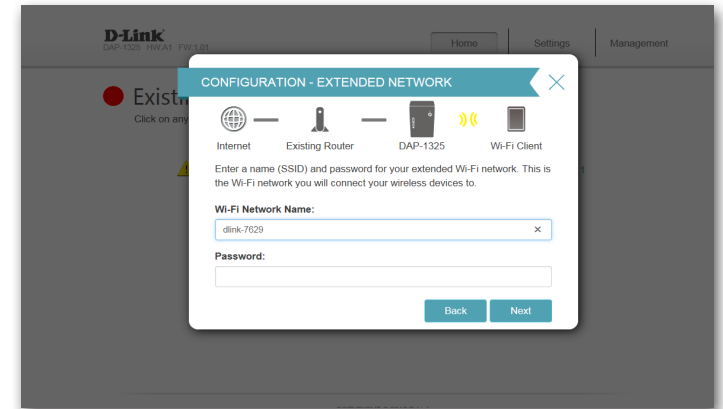 D-Link
DAP-1325 HW:A1 FW:1.01
Home
Settings
Management
CONFIGURATION - EXTENDED NETWORK
Click on any
Internet
Existing Router
DAP-1325
Wi-Fi Client
Enter a name (SSID) and password for your extended Wi-Fi network. This is
the Wi-Fi network you will connect your wireless devices to.
Wi-Fi Network Name:
dlink-7629
Password:
Back
Next